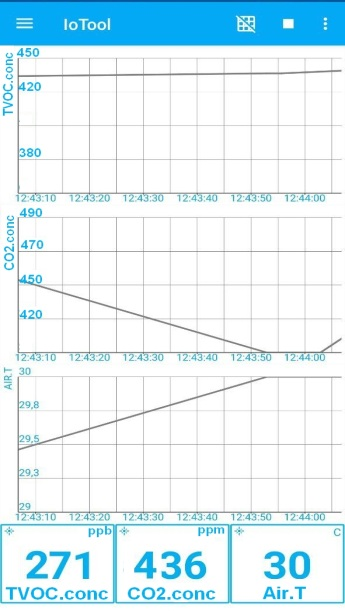 IoTool
TVOC.conc
450
420
380
12:43:10 12:43:20 12:43:30 12:43:40 12:43:50 12:44:00
CO2.conc
490
470
450
420
12:43:10 12:43:20 12:43:30 12:43:40 12:43:50 12:44:00
AIR.T
30
29,8
29,5
29,3
29
12:43:10 12:43:20 12:43:30 12:43:40 12:43:50 12:44:00
ppb
271
TVOC.conc
ppm
436
CO2.conc
C
30
Air.T